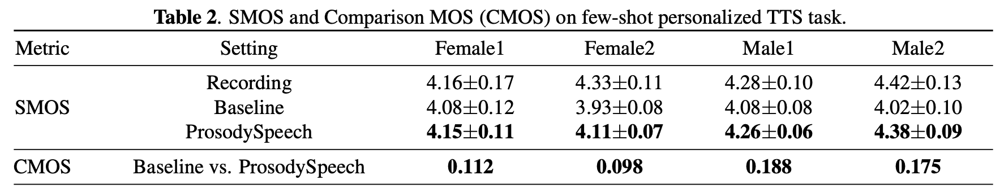 Table 2. SMOS and Comparison MOS (CMOS) on few-shot personalized TTS task.
Metric Setting Female1 Female2 Male1 Male2
Recording 4.16±0.17 4.33±0.11 4.28±0.10 4.42±0.13
SMOS Baseline 4.08±0.12 3.93±0.08 4.08±0.08 4.02±0.10
ProsodySpeech 4.15±0.11 4.11±0.07 4.26±0.06 4.38±0.09
CMOS Baseline vs. ProsodySpeech 0.112 0.098 0.188 0.175